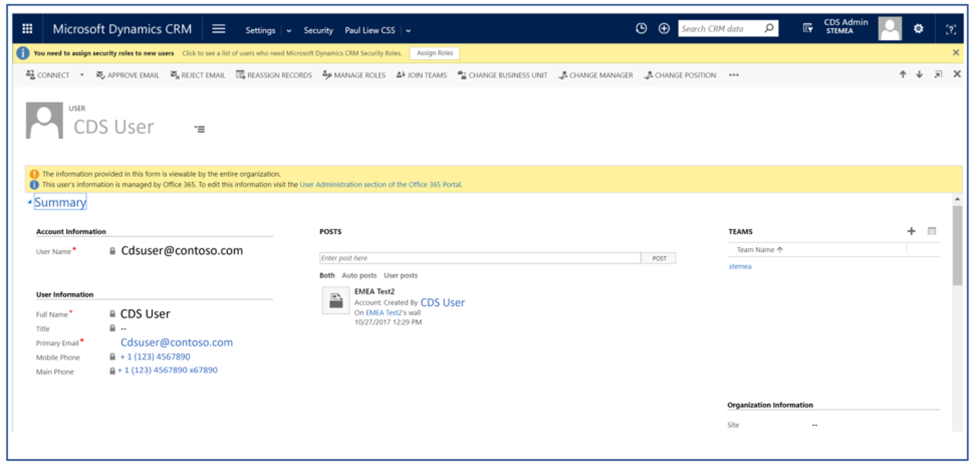 Microsoft Dynamics CRM Settings Security Paul Liew CSS Search CRM data CDS Admin
STEMEA
You need to assign security roles to new users Click to see a list of users who need Microsoft Dynamics CRM Security Roles. Assign Roles
CONNECT APPROVE EMAIL REJECT EMAIL REASSIGN RECORDS MANAGE ROLES JOIN TEAMS CHANGE BUSINESS UNIT CHANGE MANAGER CHANGE POSITION
USER
CDS User
The information provided in this form is viewable by the entire organization.
This user's information is managed by Office 365. To edit this information visit the User Administration section of the Office 365 Portal.
Summary
Account Information
User Name* Cdsuser@contoso.com
User Information
Full Name* CDS User
Title --
Primary Email* Cdsuser@contoso.com
Mobile Phone + 1 (123) 4567890
Main Phone + 1 (123) 4567890 x67890
POSTS
Enter post here POST
Both Auto posts User posts
EMEA Test2
Account: Created By CDS User
On EMEA Test2's wall
10/27/2017 12:29 PM
TEAMS
Team Name
stemea
Organization Information
Site --